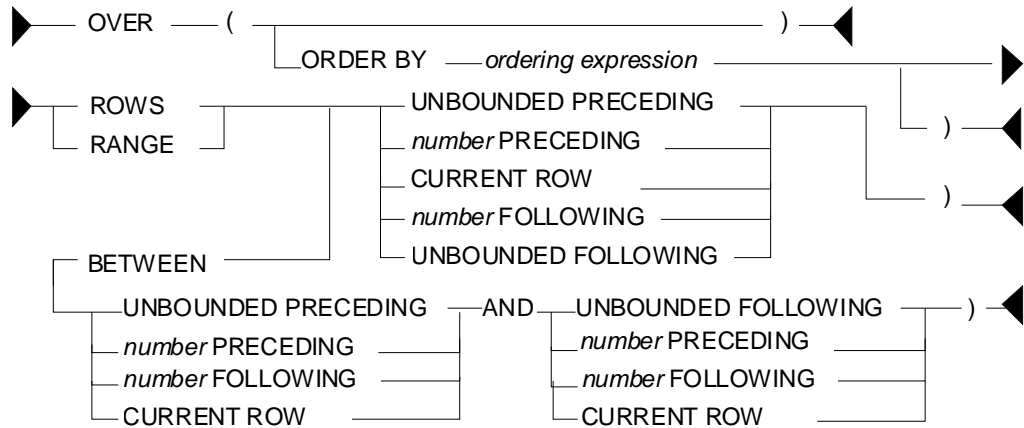 OVER ( )
ORDER BY ordering expression
ROWS UNBOUNDED PRECEDING
)
RANGE number PRECEDING
CURRENT ROW
)
number FOLLOWING
BETWEEN UNBOUNDED FOLLOWING
UNBOUNDED PRECEDING AND UNBOUNDED FOLLOWING )
number PRECEDING number PRECEDING
number FOLLOWING number FOLLOWING
CURRENT ROW CURRENT ROW